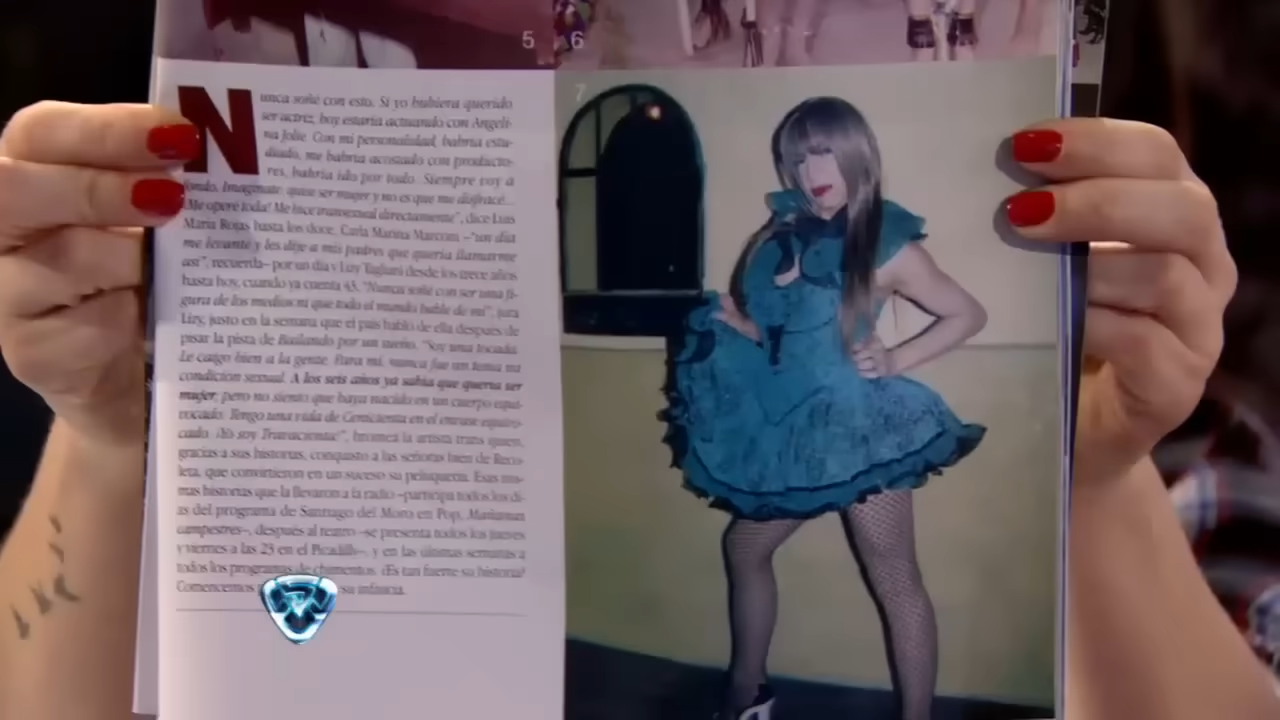 5 6
7
Nunca soñé con esto. Si yo hubiera querido
ser actriz, hoy estaría actuando con Angeli-
na Jolie. Con mi personalidad, habría estu-
diado, me habría acostado con producto-
res, habría ido por todo. Siempre voy a
fondo. Imaginate: quise ser mujer y no es que me disfracé...
¡Me operé toda! Me hice transexual directamente", dice Luis
María Rojas hasta los doce, Carla Marina Marconi –"un día
me levanté y les dije a mis padres que quería llamarme
así", recuerda– por un día y Lizy Tagliani desde los trece años
hasta hoy, cuando ya cuenta 45. "Nunca soñé con ser una fi-
gura de los medios ni que todo el mundo hable de mí", jura
Lizy, justo en la semana que el país habló de ella después de
pisar la pista de Bailando por un sueño. "Soy una tocada.
Le caigo bien a la gente. Para mí, nunca fue un tema mi
condición sexual. A los seis años ya sabía que quería ser
mujer, pero no siento que haya nacido en un cuerpo equi-
vocado. Tengo una vida de Cenicienta en el envase equivo-
cado. ¡Yo soy Travacienta!", bromea la artista trans quien,
gracias a sus historias, conquistó a las señoras bien de Reco-
leta, que convirtieron en un suceso su peluquería. Esas mis-
mas historias que la llevaron a la radio –participa todos los dí-
as del programa de Santiago del Moro en Pop, Mañanas
campestres–, después al teatro –se presenta todos los jueves
y viernes a las 23 en el Picadilly–, y en las últimas semanas a
todos los programas de chimentos. ¡Es tan fuerte su historia!
Comencemos su infancia.